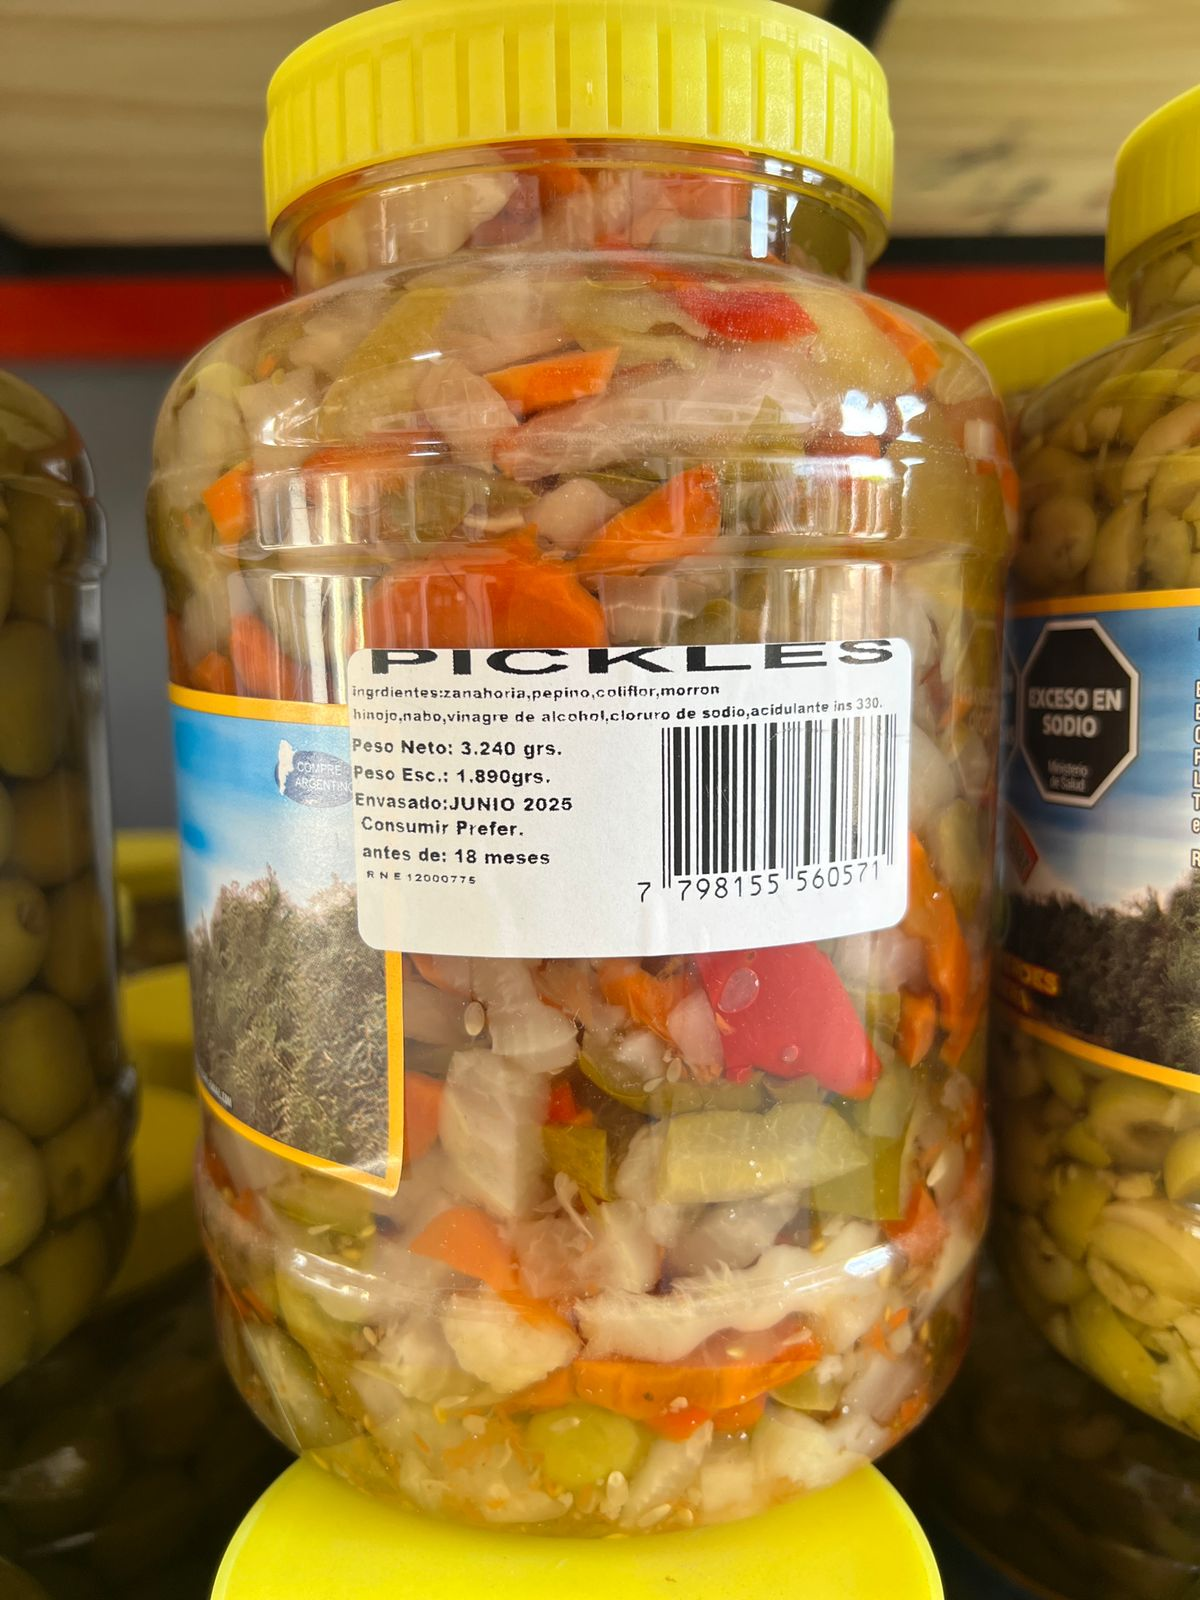 PICKLES
ingrdientes:zanahoria,pepino,coliflor,morron
hinojo,nabo,vinagre de alcohol,cloruro de sodio,acidulante ins 330.
Peso Neto: 3.240 grs.
Peso Esc.: 1.890grs.
Envasado:JUNIO 2025
Consumir Prefer.
antes de: 18 meses
R N E 12000775
7 798155 560571
COMPRE
ARGENTINO
EXCESO EN
SODIO
Ministerio
de Salud